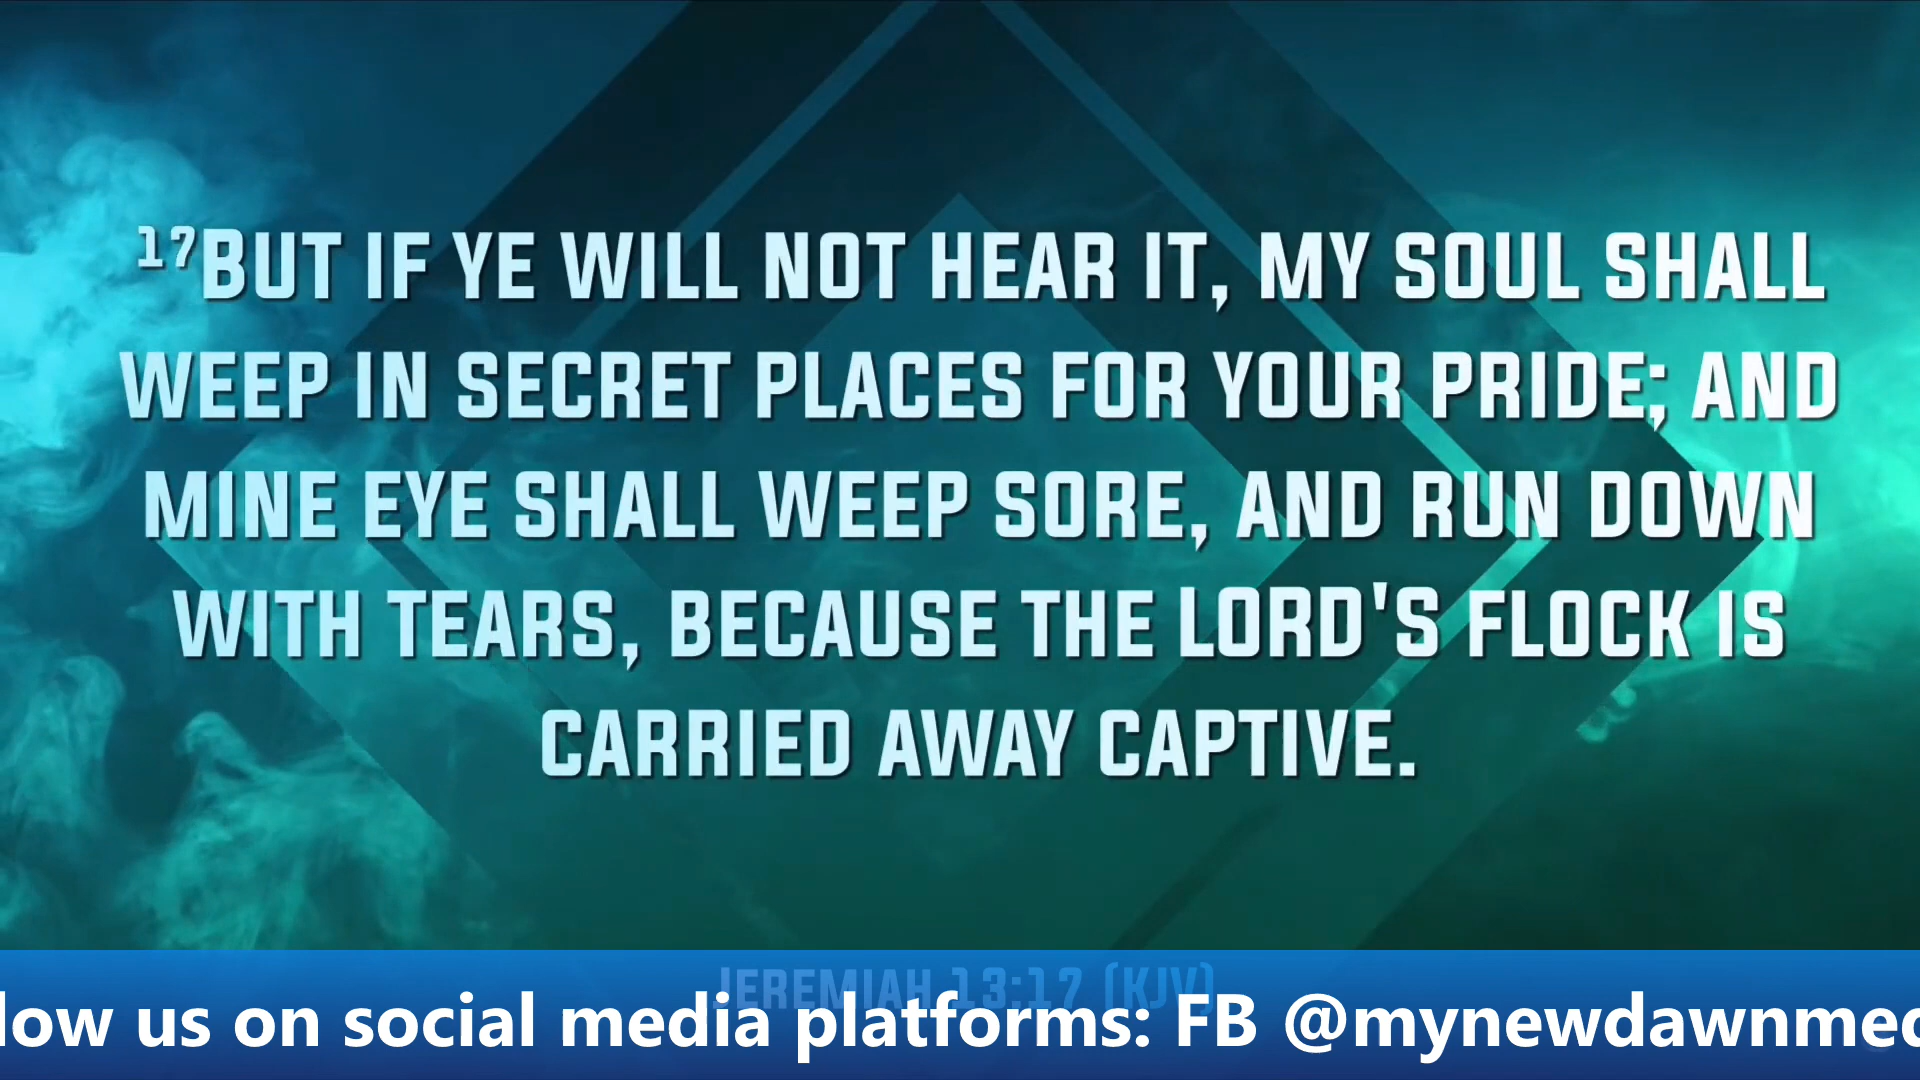 ¹⁷BUT IF YE WILL NOT HEAR IT, MY SOUL SHALL
WEEP IN SECRET PLACES FOR YOUR PRIDE; AND
MINE EYE SHALL WEEP SORE, AND RUN DOWN
WITH TEARS, BECAUSE THE LORD'S FLOCK IS
CARRIED AWAY CAPTIVE.
JEREMIAH 13:17 (KJV)
low us on social media platforms: FB @mynewdawnmed